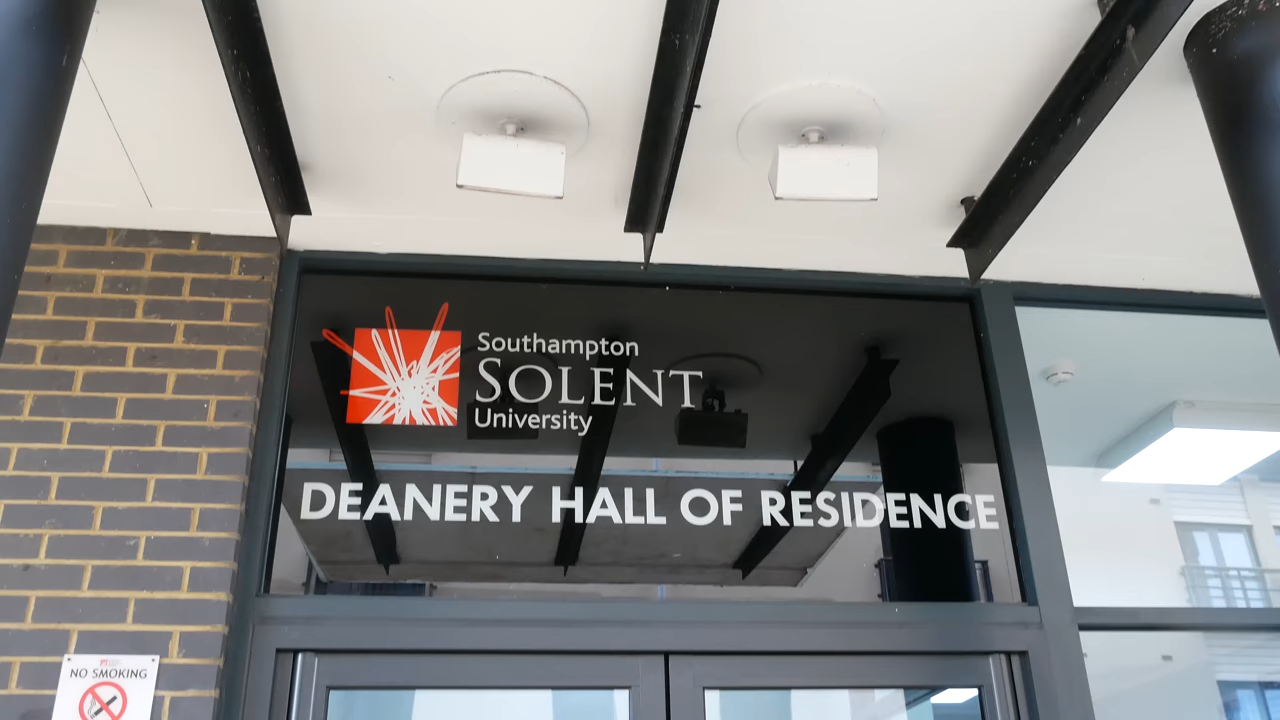 Southampton
SOLENT
University
DEANERY HALL OF RESIDENCE
NO SMOKING